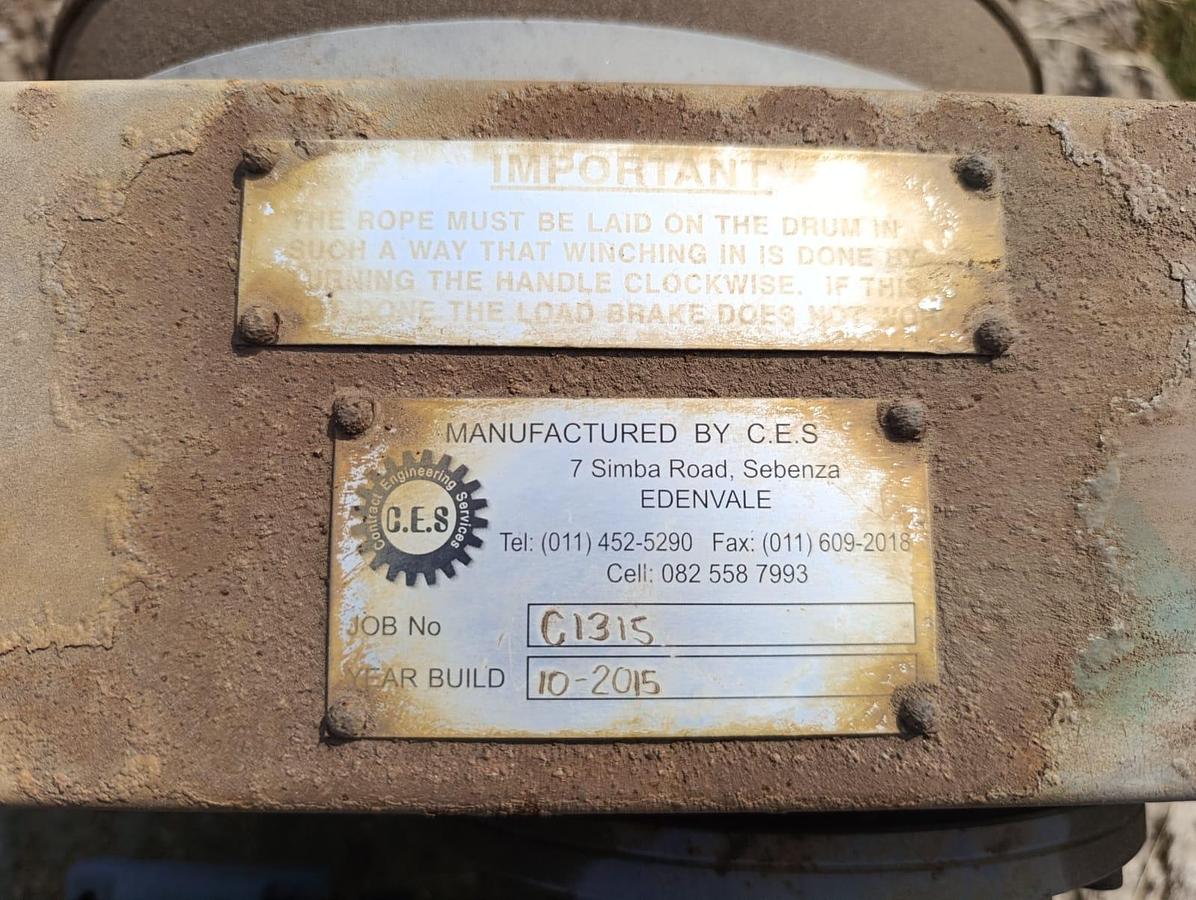 IMPORTANT
THE ROPE MUST BE LAID ON THE DRUM IN
SUCH A WAY THAT WINCHING IN IS DONE BY
TURNING THE HANDLE CLOCKWISE. IF THIS
DONE THE LOAD BRAKE DOES NOT
MANUFACTURED BY C.E.S
7 Simba Road, Sebenza
EDENVALE
Contract Engineering Services
C.E.S
Tel: (011) 452-5290 Fax: (011) 609-2018
Cell: 082 558 7993
JOB No C1315
YEAR BUILD 10-2015